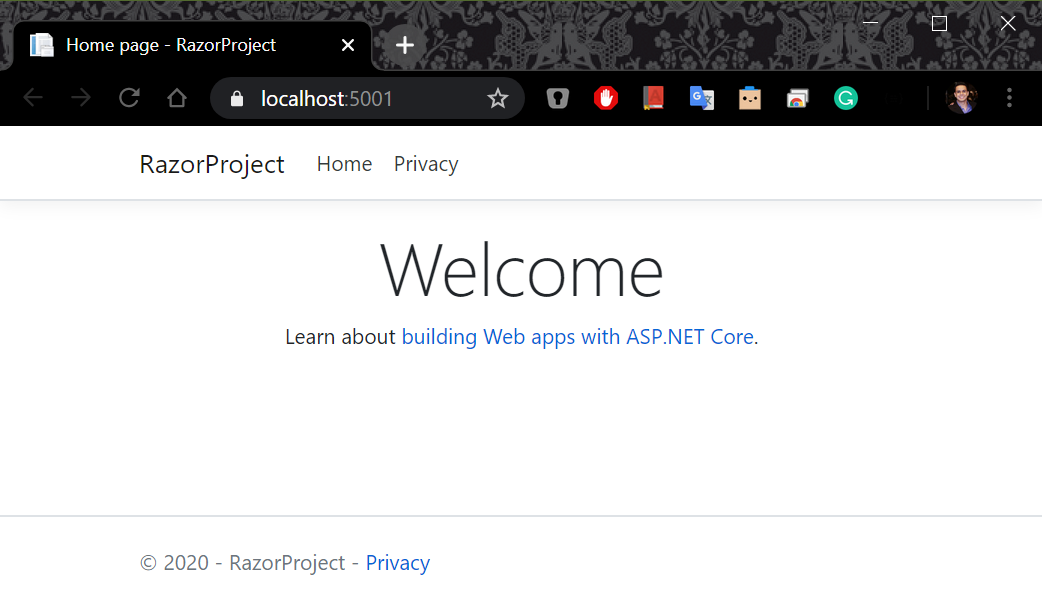 Home page - RazorProject
localhost:5001
RazorProject Home Privacy
Welcome
Learn about building Web apps with ASP.NET Core.
© 2020 - RazorProject - Privacy